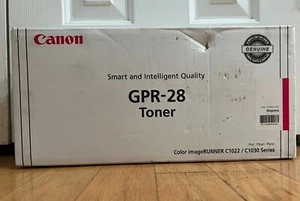 Canon
GENUINE
Smart and Intelligent Quality
GPR-28
Toner
Magenta
Color imageRUNNER C1022 / C1030 Series